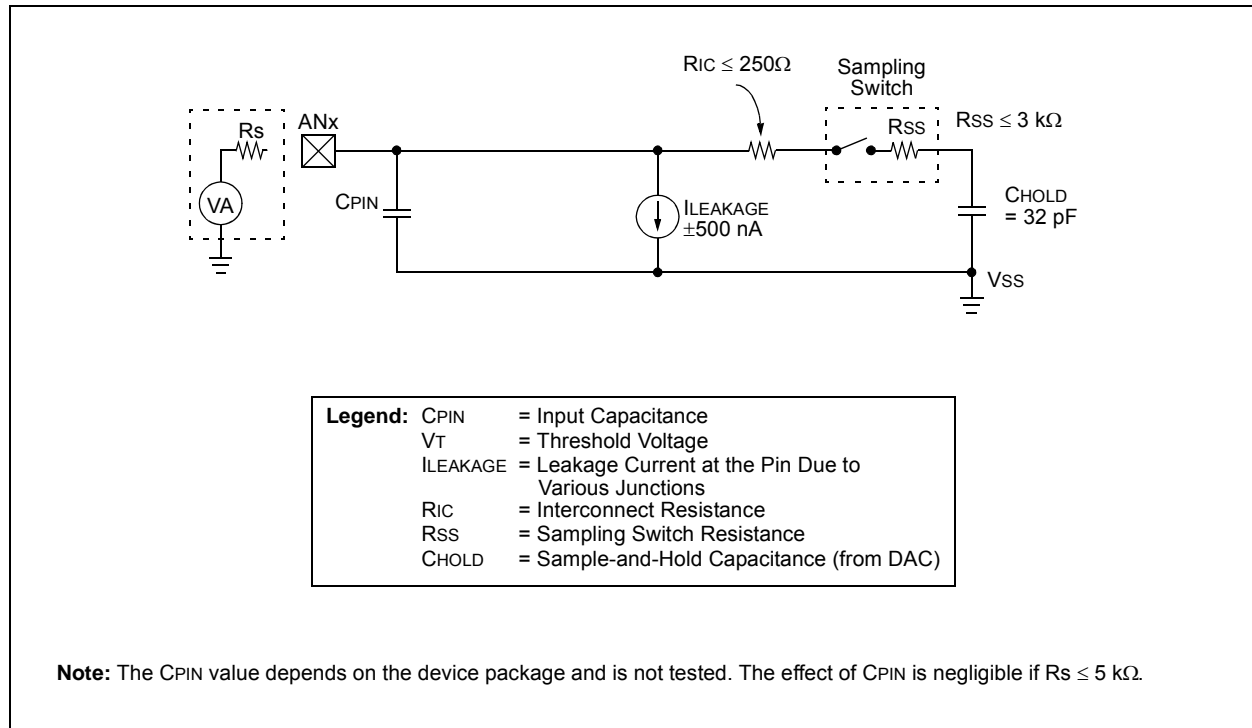 RIC ≤ 250Ω
Sampling
Switch
Rs
ANx
RSS
RSS ≤ 3 kΩ
VA
CPIN
ILEAKAGE
±500 nA
CHOLD
= 32 pF
VSS
Legend: CPIN = Input Capacitance
VT = Threshold Voltage
ILEAKAGE = Leakage Current at the Pin Due to
Various Junctions
RIC = Interconnect Resistance
RSS = Sampling Switch Resistance
CHOLD = Sample-and-Hold Capacitance (from DAC)
Note: The CPIN value depends on the device package and is not tested. The effect of CPIN is negligible if Rs ≤ 5 kΩ.